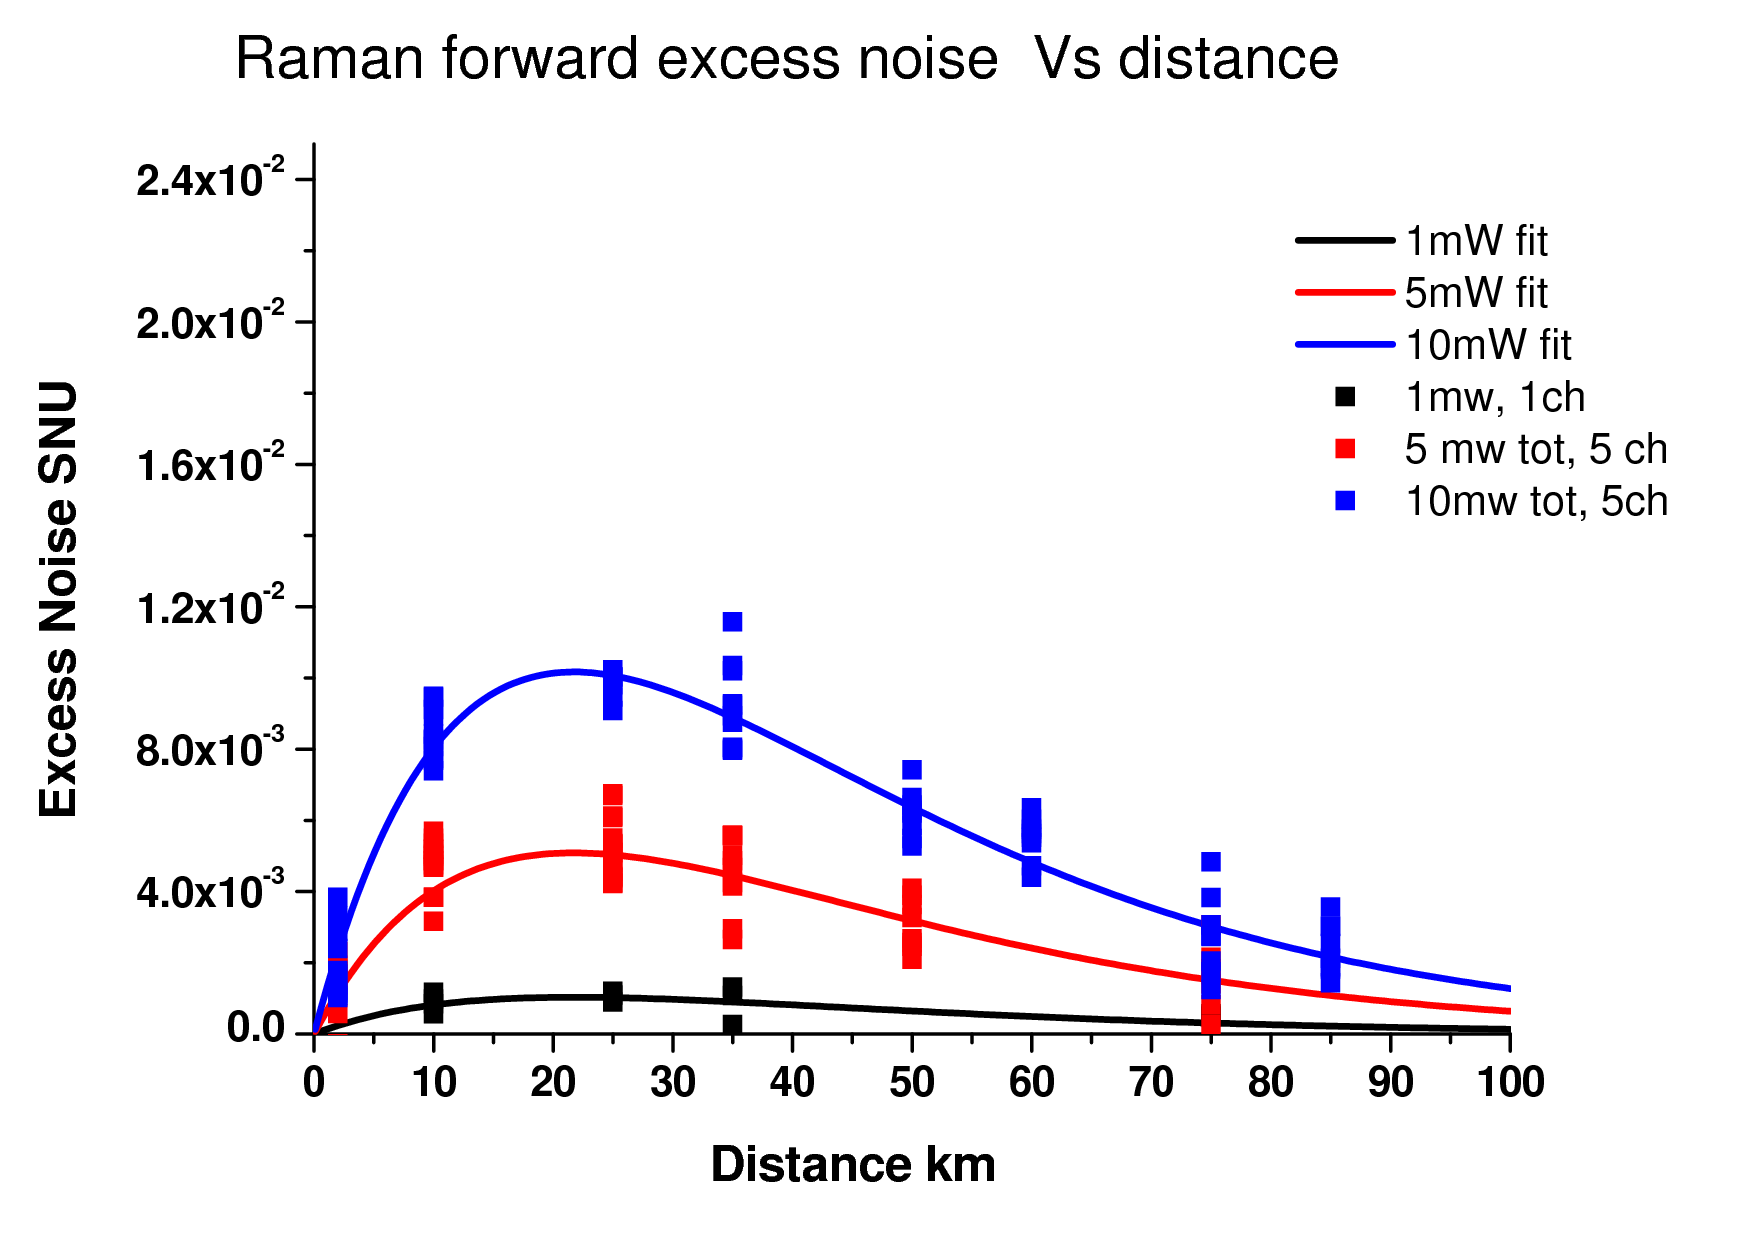 Raman forward excess noise  Vs distance
2.4x10⁻²
2.0x10⁻²
1.6x10⁻²
1.2x10⁻²
8.0x10⁻³
4.0x10⁻³
0.0
Excess Noise SNU
1mW fit
5mW fit
10mW fit
1mw, 1ch
5 mw tot, 5 ch
10mw tot, 5ch
0 10 20 30 40 50 60 70 80 90 100
Distance km